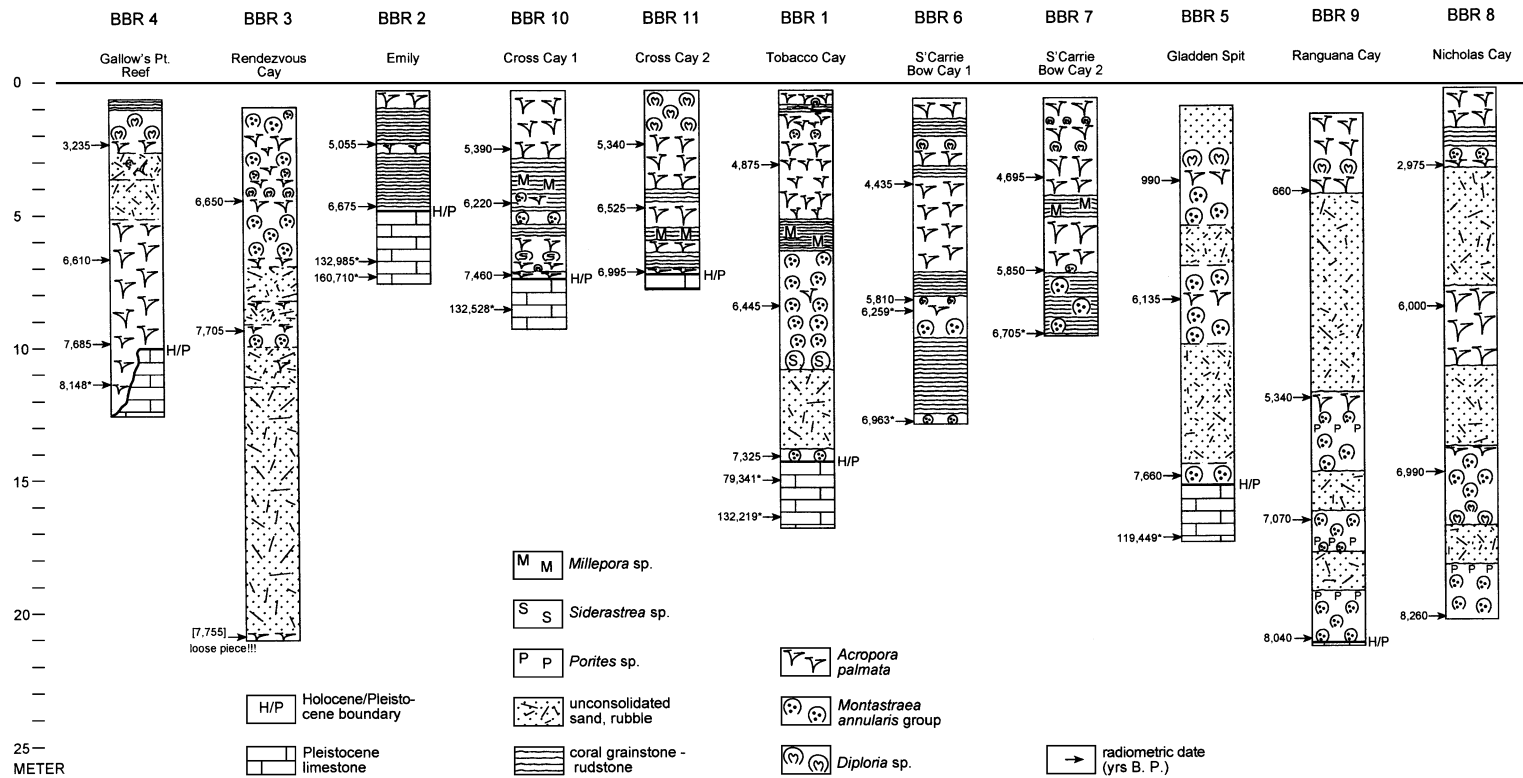 BBR 4 BBR 3 BBR 2 BBR 10 BBR 11 BBR 1 BBR 6 BBR 7 BBR 5 BBR 9 BBR 8
Gallow's Pt. Reef
Rendezvous Cay
Emily
Cross Cay 1
Cross Cay 2
Tobacco Cay
S'Carrie Bow Cay 1
S'Carrie Bow Cay 2
Gladden Spit
Ranguana Cay
Nicholas Cay
0
5
10
15
20
25
METER
3,235
6,610
7,685
H/P
8,148*
6,650
7,705
[7,755]
loose piece!!!
5,055
6,675
H/P
132,985*
160,710*
5,390
M M
6,220
S S
7,460
H/P
132,528*
5,340
6,525
M M
6,995
H/P
4,875
M M
6,445
S S
7,325
H/P
79,341*
132,219*
4,435
5,810
6,259*
6,963*
4,695
M M
5,850
6,705*
990
6,135
7,660
H/P
119,449*
660
5,340
P P P
7,070
P P P
P P P
8,040
H/P
2,975
6,000
6,990
P P P
8,260
H/P Holocene/Pleisto-
cene boundary
Pleistocene
limestone
M M Millepora sp.
S S Siderastrea sp.
P P Porites sp.
unconsolidated
sand, rubble
coral grainstone -
rudstone
Acropora
palmata
Montastraea
annularis group
Diploria sp.
radiometric date
(yrs B. P.)